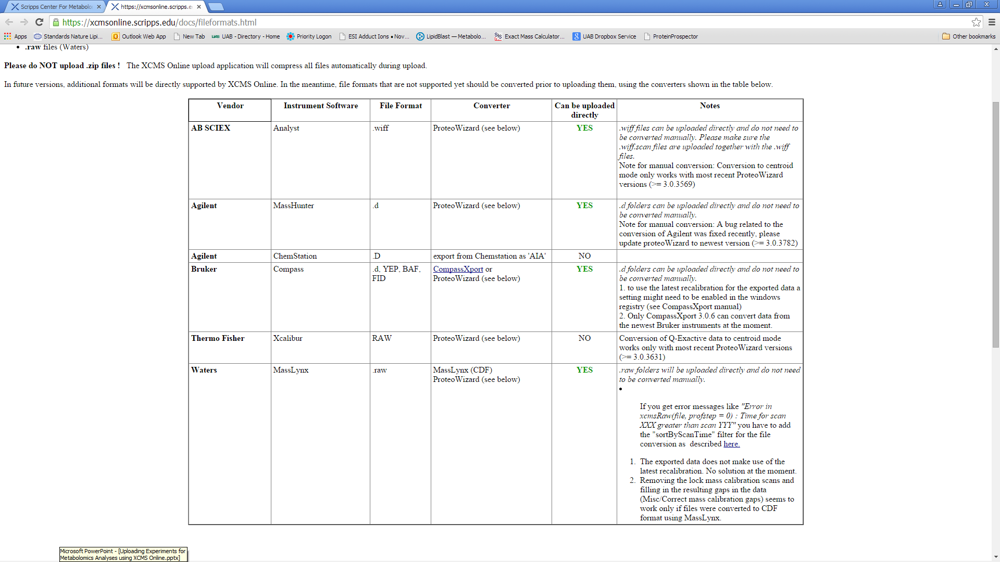 Scripps Center For Metabolo
https://xcmsonline.scripps.e
https://xcmsonline.scripps.edu/docs/fileformats.html
Apps
Standards Nature Lipi...
Outlook Web App
New Tab
UAB - Directory - Home
Priority Logon
ESI Adduct Ions • Nov...
LipidBlast — Metabolo...
Exact Mass Calculator...
UAB Dropbox Service
ProteinProspector
Other bookmarks
• .raw files (Waters)
Please do NOT upload .zip files ! The XCMS Online upload application will compress all files automatically during upload.
In future versions, additional formats will be directly supported by XCMS Online. In the meantime, file formats that are not supported yet should be converted prior to uploading them, using the converters shown in the table below.
Vendor
Instrument Software
File Format
Converter
Can be uploaded
directly
Notes
AB SCIEX
Analyst
.wiff
ProteoWizard (see below)
YES
.wiff files can be uploaded directly and do not need to
be converted manually. Please make sure the
.wiff.scan files are uploaded together with the .wiff
files.
Note for manual conversion: Conversion to centroid
mode only works with most recent ProteoWizard
versions (>= 3.0.3569)
Agilent
MassHunter
.d
ProteoWizard (see below)
YES
.d folders can be uploaded directly and do not need to
be converted manually.
Note for manual conversion: A bug related to the
conversion of Agilent was fixed recently, please
update proteoWizard to newest version (>= 3.0.3782)
Agilent
ChemStation
.D
export from Chemstation as 'AIA'
NO
Bruker
Compass
.d, YEP, BAF,
FID
CompassXport or
ProteoWizard (see below)
YES
.d folders can be uploaded directly and do not need to
be converted manually.
1. to use the latest recalibration for the exported data a
setting might need to be enabled in the windows
registry (see CompassXport manual)
2. Only CompassXport 3.0.6 can convert data from
the newest Bruker instruments at the moment.
Thermo Fisher
Xcalibur
RAW
ProteoWizard (see below)
NO
Conversion of Q-Exactive data to centroid mode
works only with most recent ProteoWizard versions
(>= 3.0.3631)
Waters
MassLynx
.raw
MassLynx (CDF)
ProteoWizard (see below)
YES
.raw folders will be uploaded directly and do not need
to be converted manually.
•
If you get error messages like "Error in
xcmsRaw(file, profstep = 0) : Time for scan
XXX greater than scan YYY" you have to add
the "sortByScanTime" filter for the file
conversion as described here.
1. The exported data does not make use of the
latest recalibration. No solution at the moment.
2. Removing the lock mass calibration scans and
filling in the resulting gaps in the data
(Misc/Correct mass calibration gaps) seems to
work only if files were converted to CDF
format using MassLynx.
Microsoft PowerPoint - [Uploading Experiments for
Metabolomics Analyses using XCMS Online.pptx]